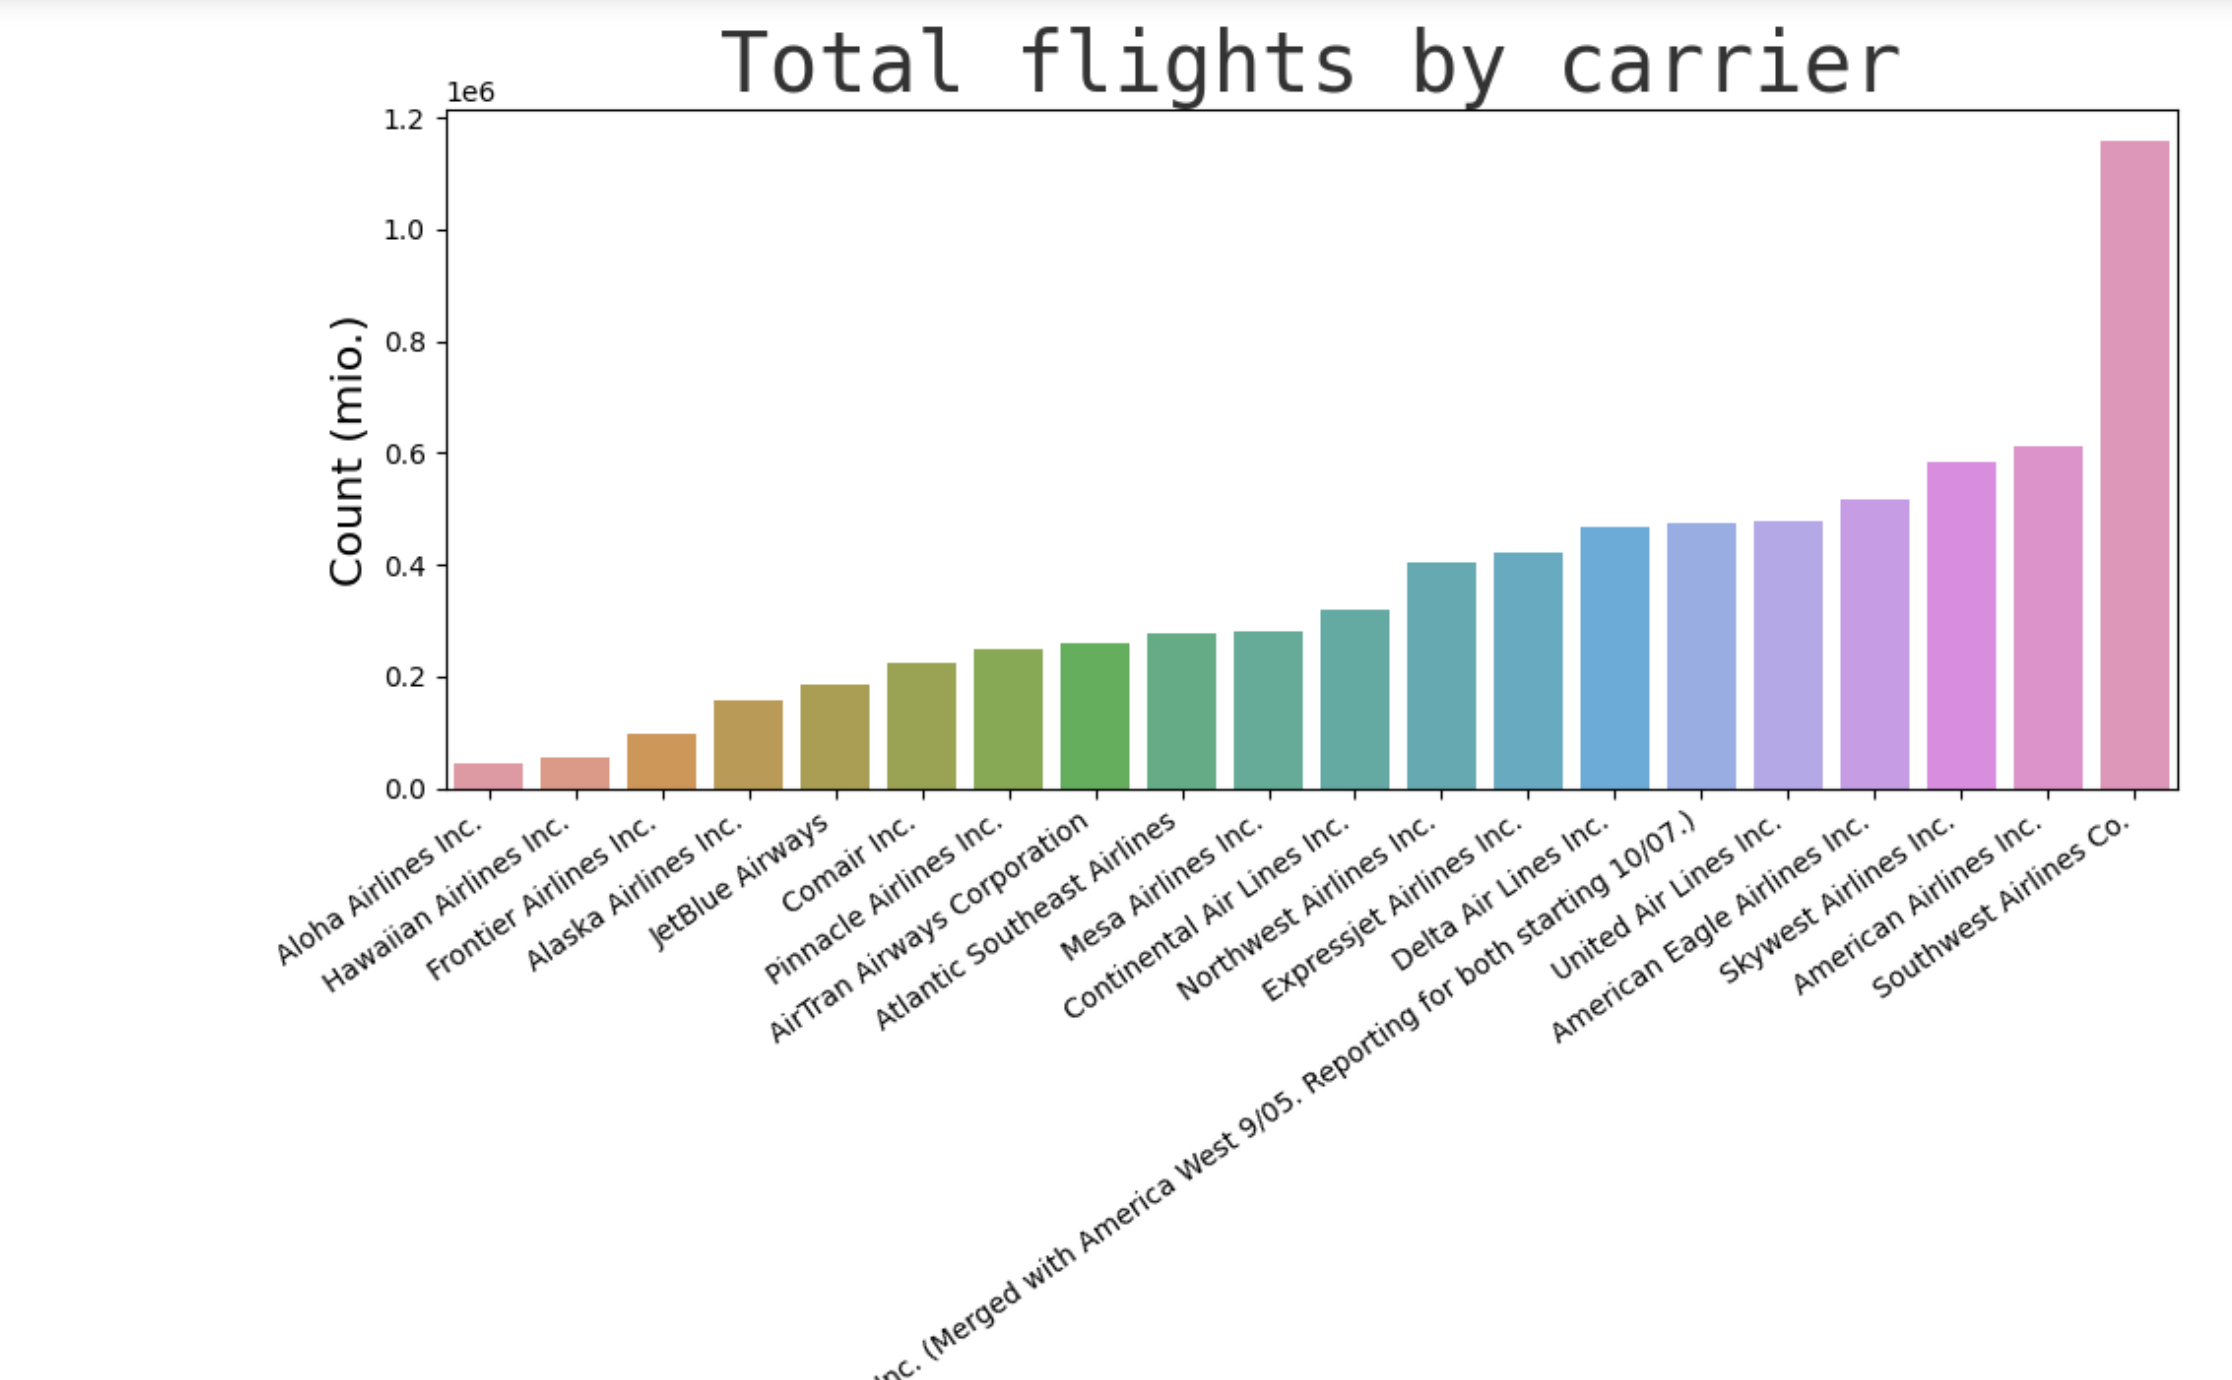 Total flights by carrier
1e6
1.2
1.0
0.8
0.6
0.4
0.2
0.0
Count (mio.)
Aloha Airlines Inc.
Hawaiian Airlines Inc.
Frontier Airlines Inc.
Alaska Airlines Inc.
JetBlue Airways
Comair Inc.
Pinnacle Airlines Inc.
AirTran Airways Corporation
Atlantic Southeast Airlines
Mesa Airlines Inc.
Continental Air Lines Inc.
Northwest Airlines Inc.
Expressjet Airlines Inc.
Delta Air Lines Inc.
Inc. (Merged with America West 9/05. Reporting for both starting 10/07.)
United Air Lines Inc.
American Eagle Airlines Inc.
Skywest Airlines Inc.
American Airlines Inc.
Southwest Airlines Co.